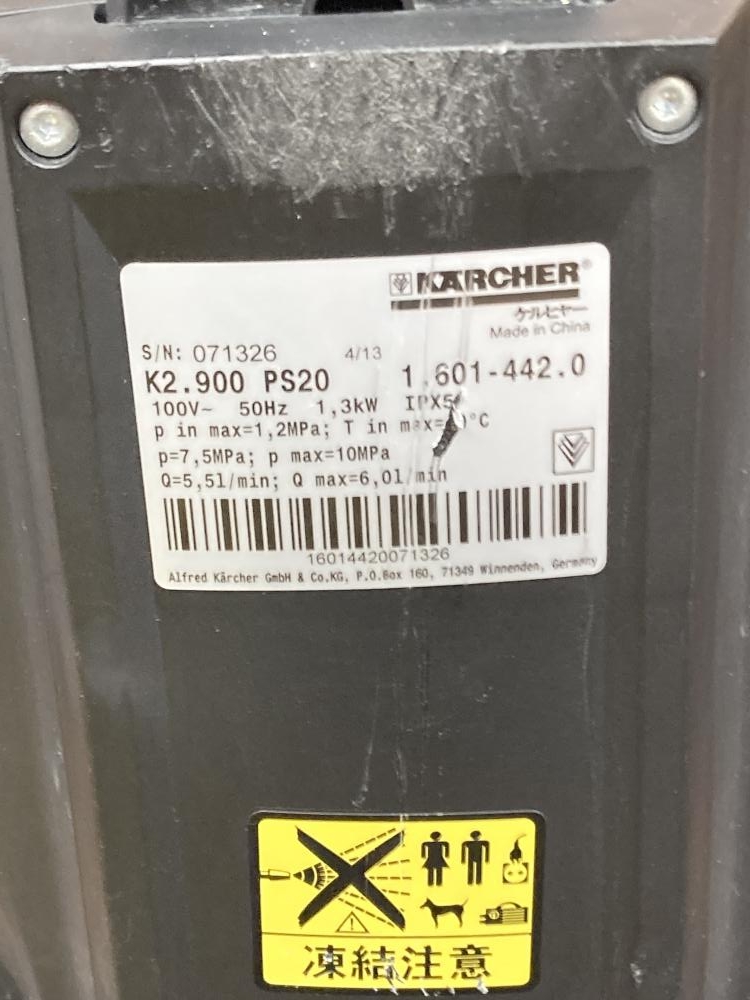 KÄRCHER®
ケルヒャー
Made in China
S/N: 071326 4/13
K2.900 PS20 1.601-442.0
100V~ 50Hz 1,3kW IPX5
p in max=1,2MPa; T in max= °C
p=7,5MPa; p max=10MPa
Q=5,5l/min; Q max=6,0l/min
16014420071326
Alfred Kärcher GmbH & Co.KG, P.O.Box 160, 71349 Winnenden, Germany
凍結注意